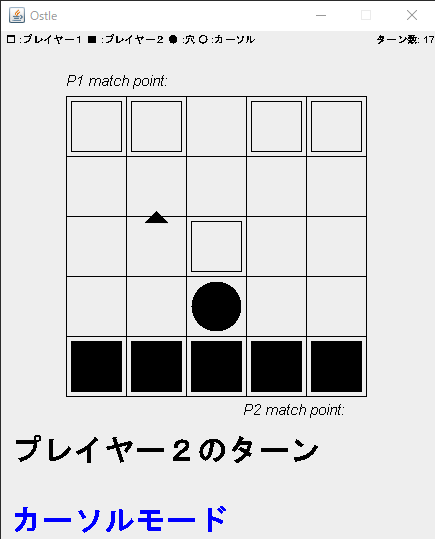 Ostle
□ :プレイヤー１ ■ :プレイヤー２ ● :穴 〇 :カーソル ターン数: 17
P1 match point:
P2 match point:
プレイヤー２のターン
カーソルモード